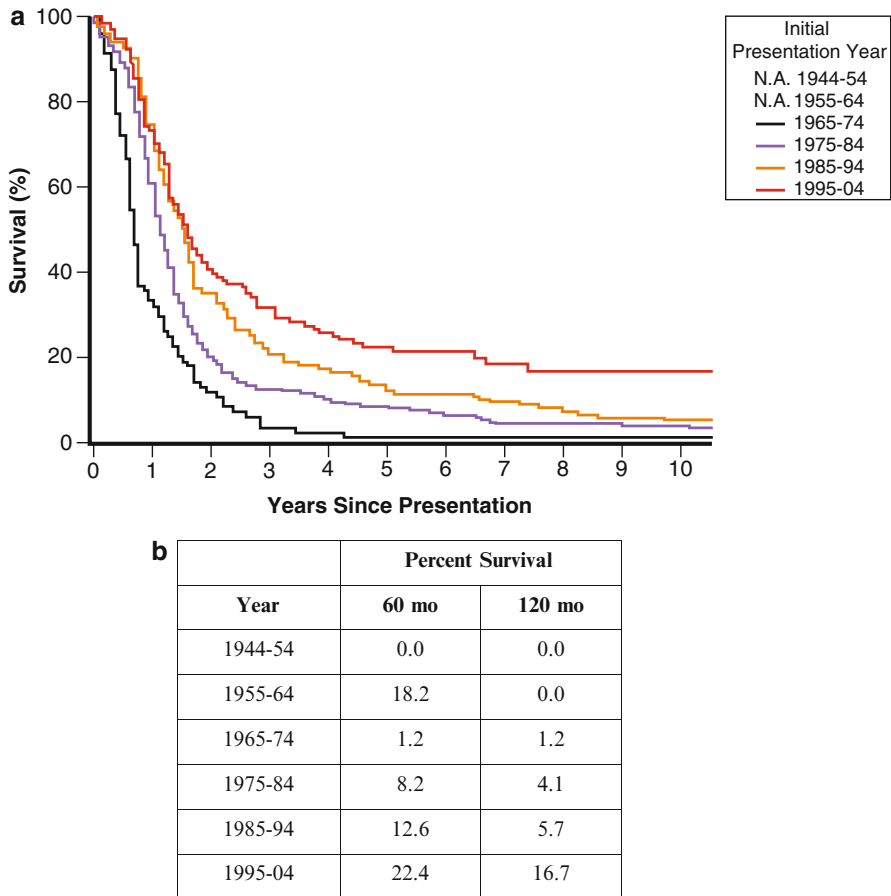 a
Survival (%)
100
80
60
40
20
0
0 1 2 3 4 5 6 7 8 9 10
Years Since Presentation
Initial
Presentation Year
N.A. 1944-54
N.A. 1955-64
1965-74
1975-84
1985-94
1995-04
b
Percent Survival
Year 60 mo 120 mo
1944-54 0.0 0.0
1955-64 18.2 0.0
1965-74 1.2 1.2
1975-84 8.2 4.1
1985-94 12.6 5.7
1995-04 22.4 16.7